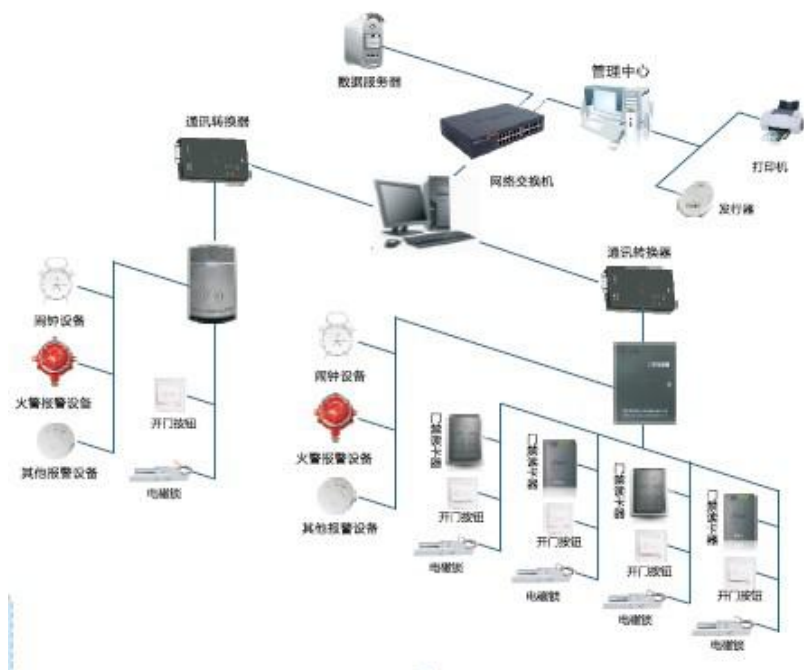 数据服务器
管理中心
通讯转换器
网络交换机
打印机
发行器
通讯转换器
闹钟设备
火警报警设备
其他报警设备
开门按钮
电磁锁
闹钟设备
火警报警设备
其他报警设备
门禁读卡器
门禁读卡器
门禁读卡器
门禁读卡器
开门按钮
开门按钮
开门按钮
开门按钮
电磁锁
电磁锁
电磁锁
电磁锁